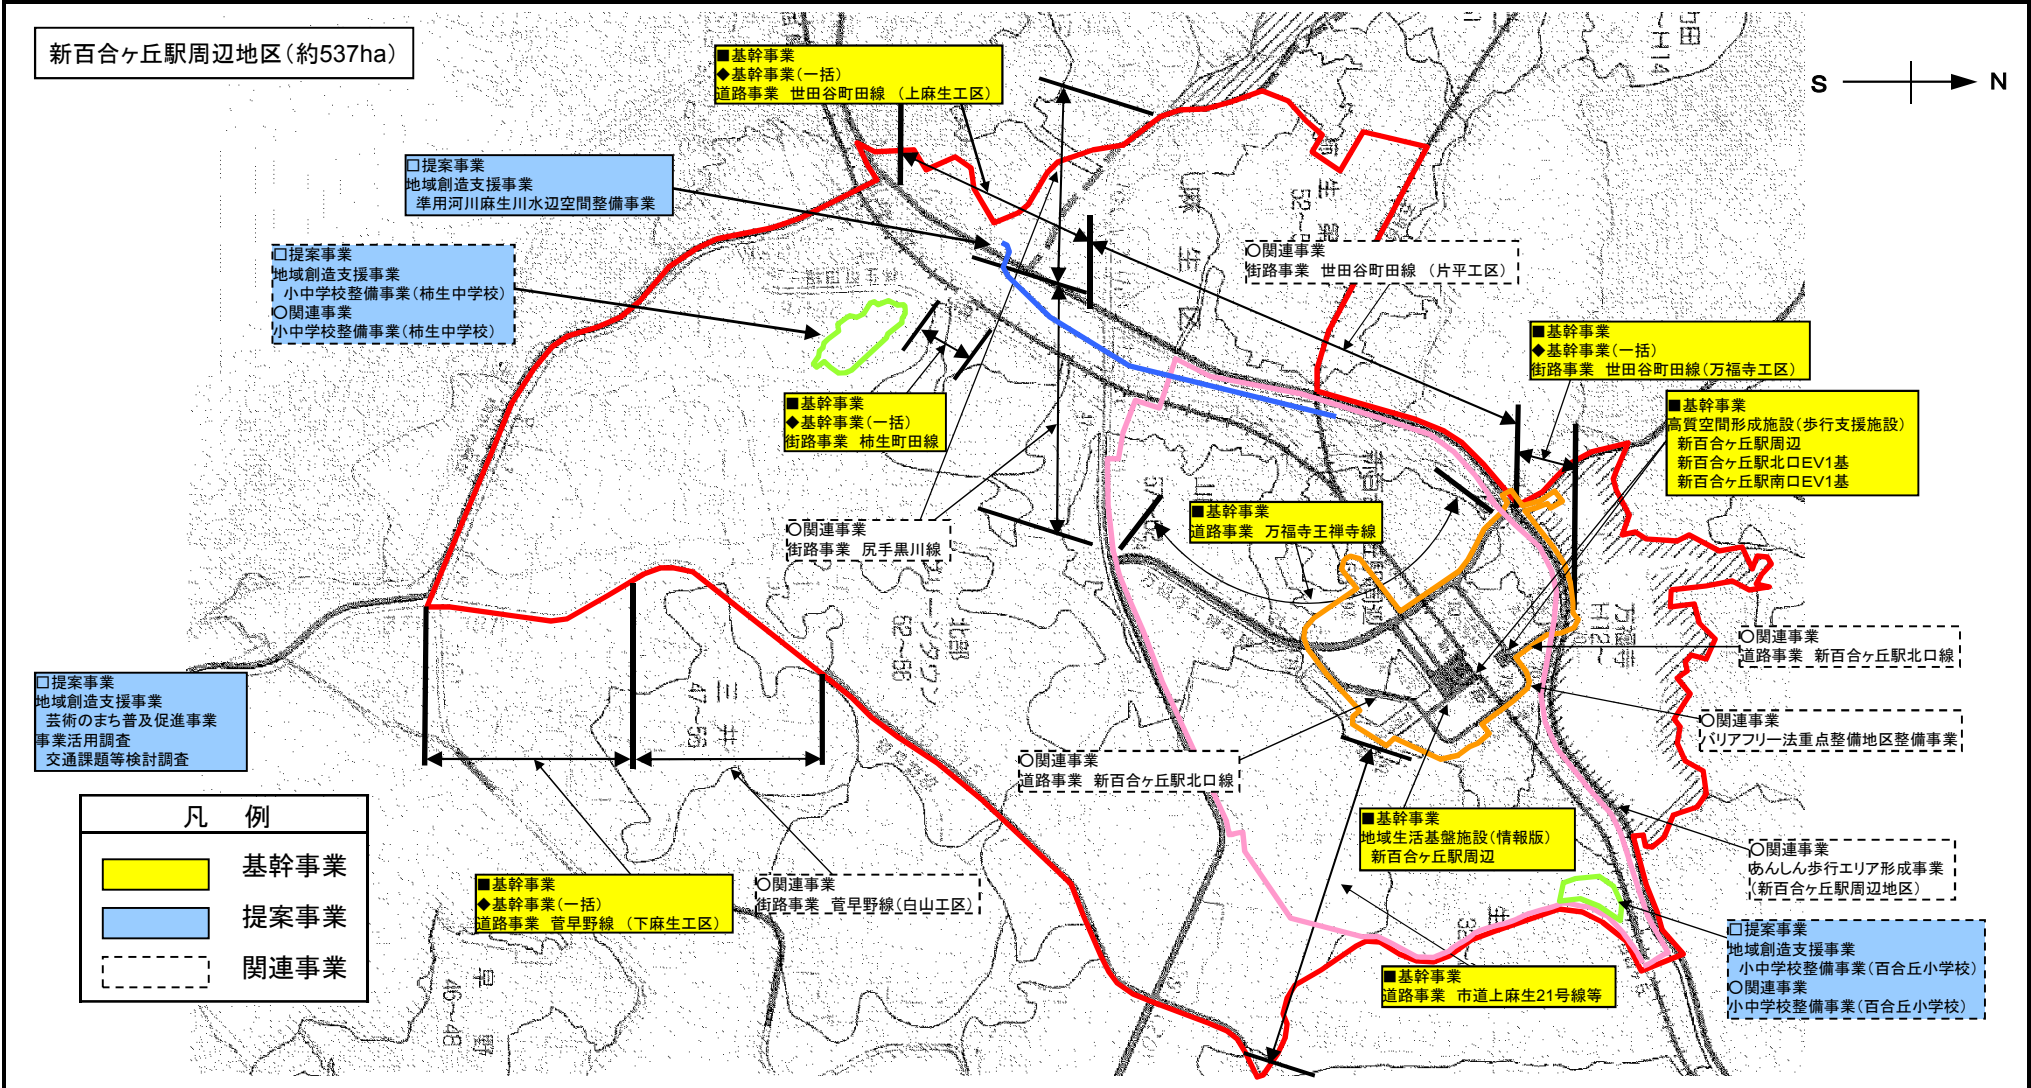 新百合ヶ丘駅周辺地区(約537ha)
S
N
■基幹事業
◆基幹事業(一括)
道路事業 世田谷町田線 (上麻生工区)
□提案事業
地域創造支援事業
準用河川麻生川水辺空間整備事業
□提案事業
地域創造支援事業
小中学校整備事業(柿生中学校)
○関連事業
小中学校整備事業(柿生中学校)
○関連事業
街路事業 世田谷町田線 (片平工区)
■基幹事業
◆基幹事業(一括)
街路事業 世田谷町田線(万福寺工区)
■基幹事業
高質空間形成施設(歩行支援施設)
新百合ヶ丘駅周辺
新百合ヶ丘駅北口EV1基
新百合ヶ丘駅南口EV1基
■基幹事業
◆基幹事業(一括)
街路事業 柿生町田線
■基幹事業
道路事業 万福寺王禅寺線
○関連事業
街路事業 尻手黒川線
○関連事業
道路事業 新百合ヶ丘駅北口線
○関連事業
バリアフリー法重点整備地区整備事業
□提案事業
地域創造支援事業
芸術のまち普及促進事業
事業活用調査
交通課題等検討調査
○関連事業
道路事業 新百合ヶ丘駅北口線
■基幹事業
地域生活基盤施設(情報版)
新百合ヶ丘駅周辺
○関連事業
あんしん歩行エリア形成事業
(新百合ヶ丘駅周辺地区)
■基幹事業
◆基幹事業(一括)
道路事業 菅早野線 (下麻生工区)
○関連事業
街路事業 菅早野線(白山工区)
□提案事業
地域創造支援事業
小中学校整備事業(百合丘小学校)
○関連事業
小中学校整備事業(百合丘小学校)
■基幹事業
道路事業 市道上麻生21号線等
凡 例
基幹事業
提案事業
関連事業
麻生区
北部
グリーンタウン
52~56
三井
47~56
早野
46~48
万福寺
H12~